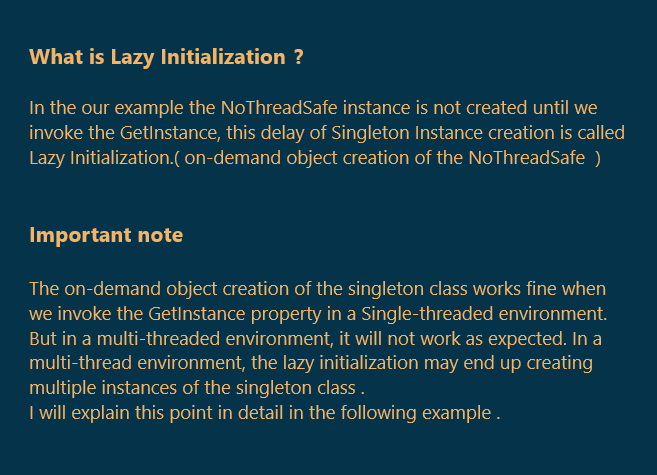 What is Lazy Initialization ?
In the our example the NoThreadSafe instance is not created until we
invoke the GetInstance, this delay of Singleton Instance creation is called
Lazy Initialization.( on-demand object creation of the NoThreadSafe )
Important note
The on-demand object creation of the singleton class works fine when
we invoke the GetInstance property in a Single-threaded environment.
But in a multi-threaded environment, it will not work as expected. In a
multi-thread environment, the lazy initialization may end up creating
multiple instances of the singleton class .
I will explain this point in detail in the following example .